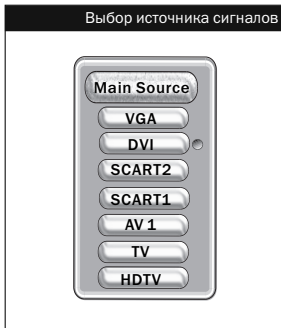 Выбор источника сигналов
Main Source
VGA
DVI
SCART2
SCART1
AV 1
TV
HDTV